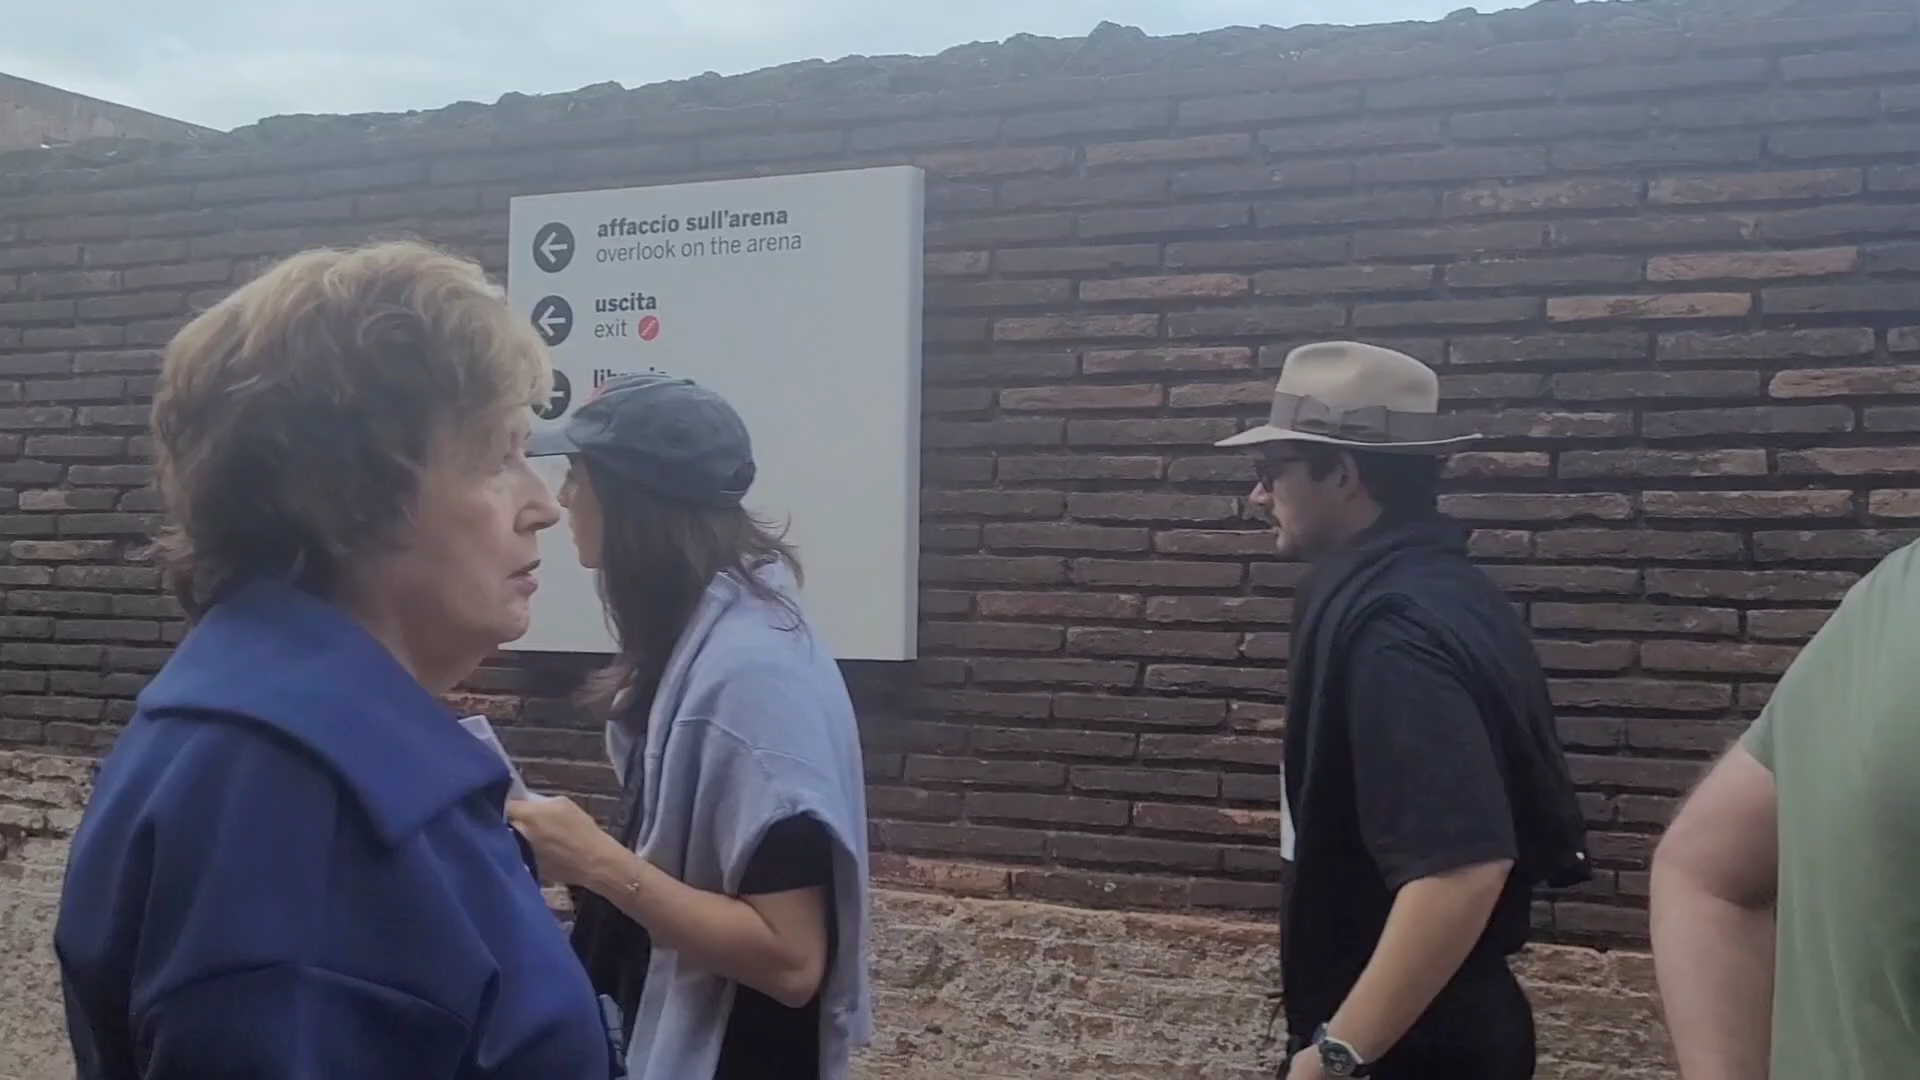 affaccio sull'arena
overlook on the arena
uscita
exit